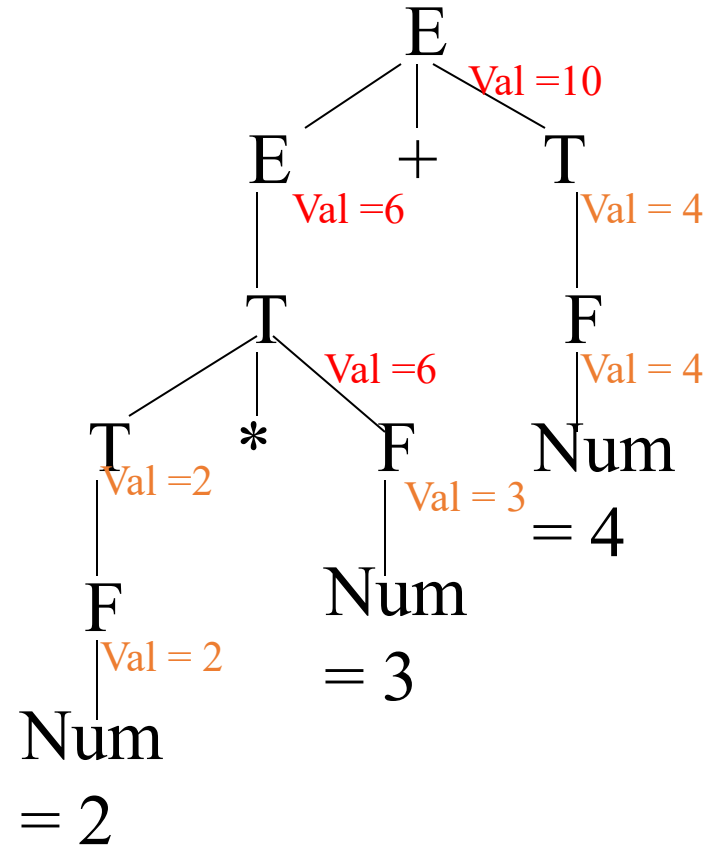 E
Val =10
E + T
Val =6 Val = 4
T F
Val =6 Val = 4
T * F Num
Val =2 Val = 3 = 4
F Num
Val = 2 = 3
Num
= 2